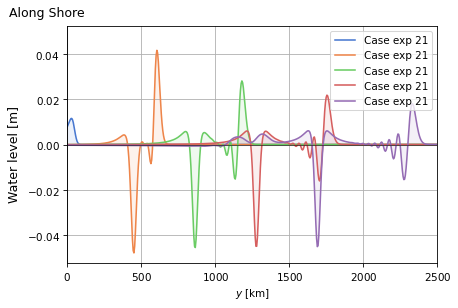 Along Shore
Case exp 21
Case exp 21
Case exp 21
Case exp 21
Case exp 21
0.04
0.02
0.00
−0.02
−0.04
Water level [m]
0
500
1000
1500
2000
2500
y [km]